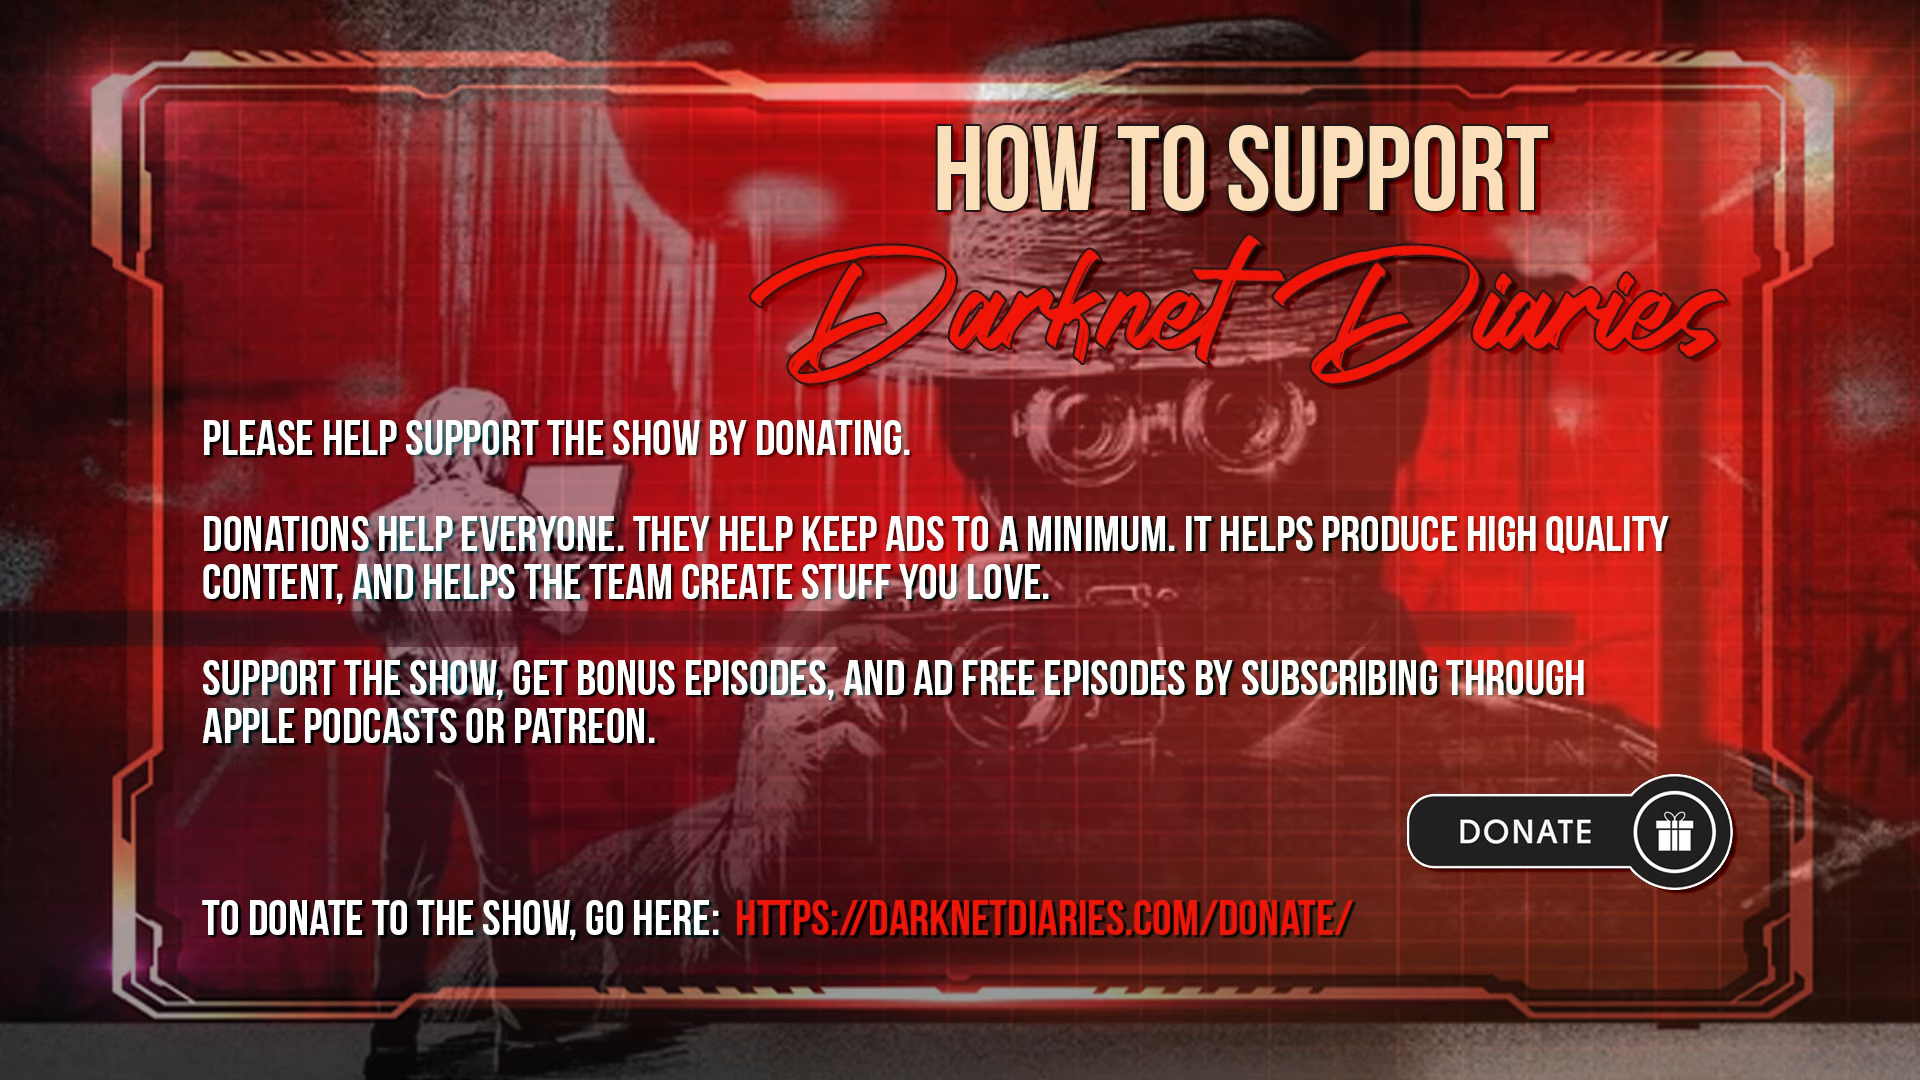 HOW TO SUPPORT
Darknet Diaries
PLEASE HELP SUPPORT THE SHOW BY DONATING.
DONATIONS HELP EVERYONE. THEY HELP KEEP ADS TO A MINIMUM. IT HELPS PRODUCE HIGH QUALITY
CONTENT, AND HELPS THE TEAM CREATE STUFF YOU LOVE.
SUPPORT THE SHOW, GET BONUS EPISODES, AND AD FREE EPISODES BY SUBSCRIBING THROUGH
APPLE PODCASTS OR PATREON.
DONATE
TO DONATE TO THE SHOW, GO HERE: HTTPS://DARKNETDIARIES.COM/DONATE/